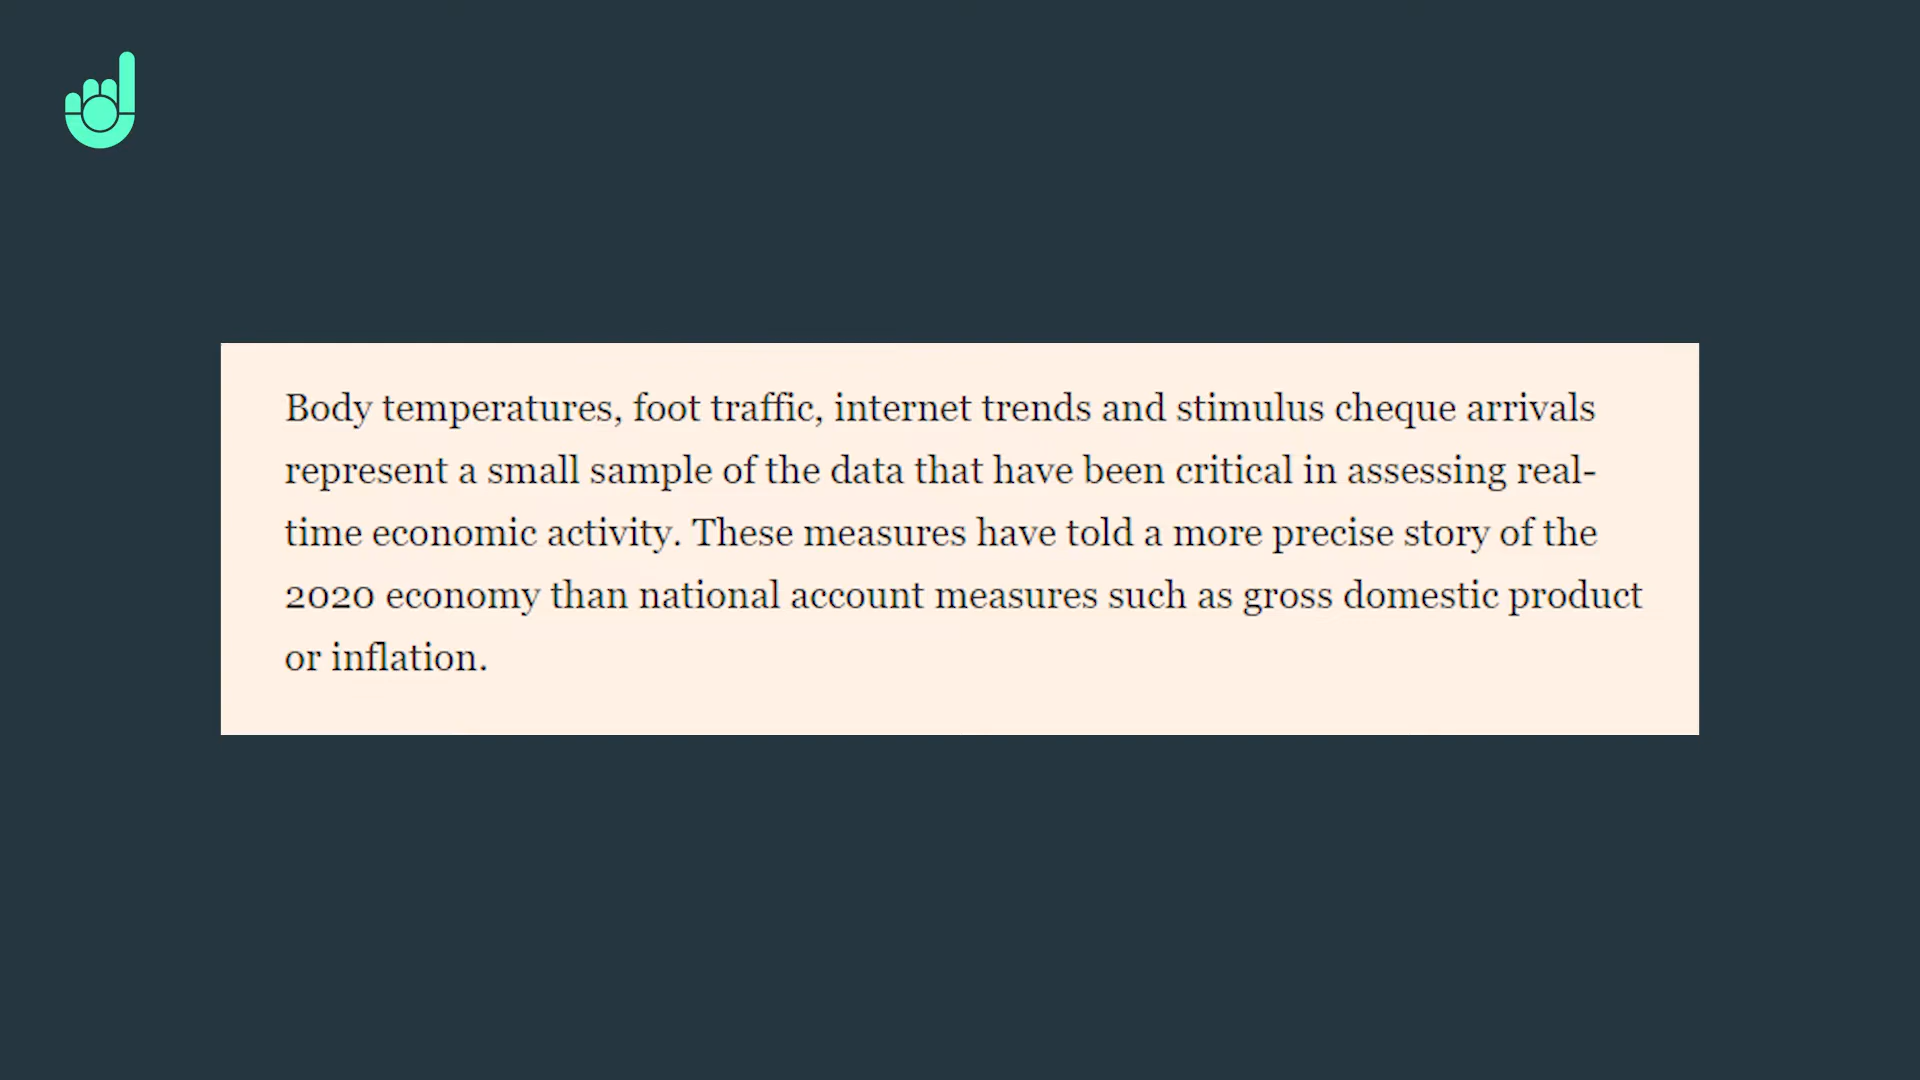 Body temperatures, foot traffic, internet trends and stimulus cheque arrivals
represent a small sample of the data that have been critical in assessing real-
time economic activity. These measures have told a more precise story of the
2020 economy than national account measures such as gross domestic product
or inflation.